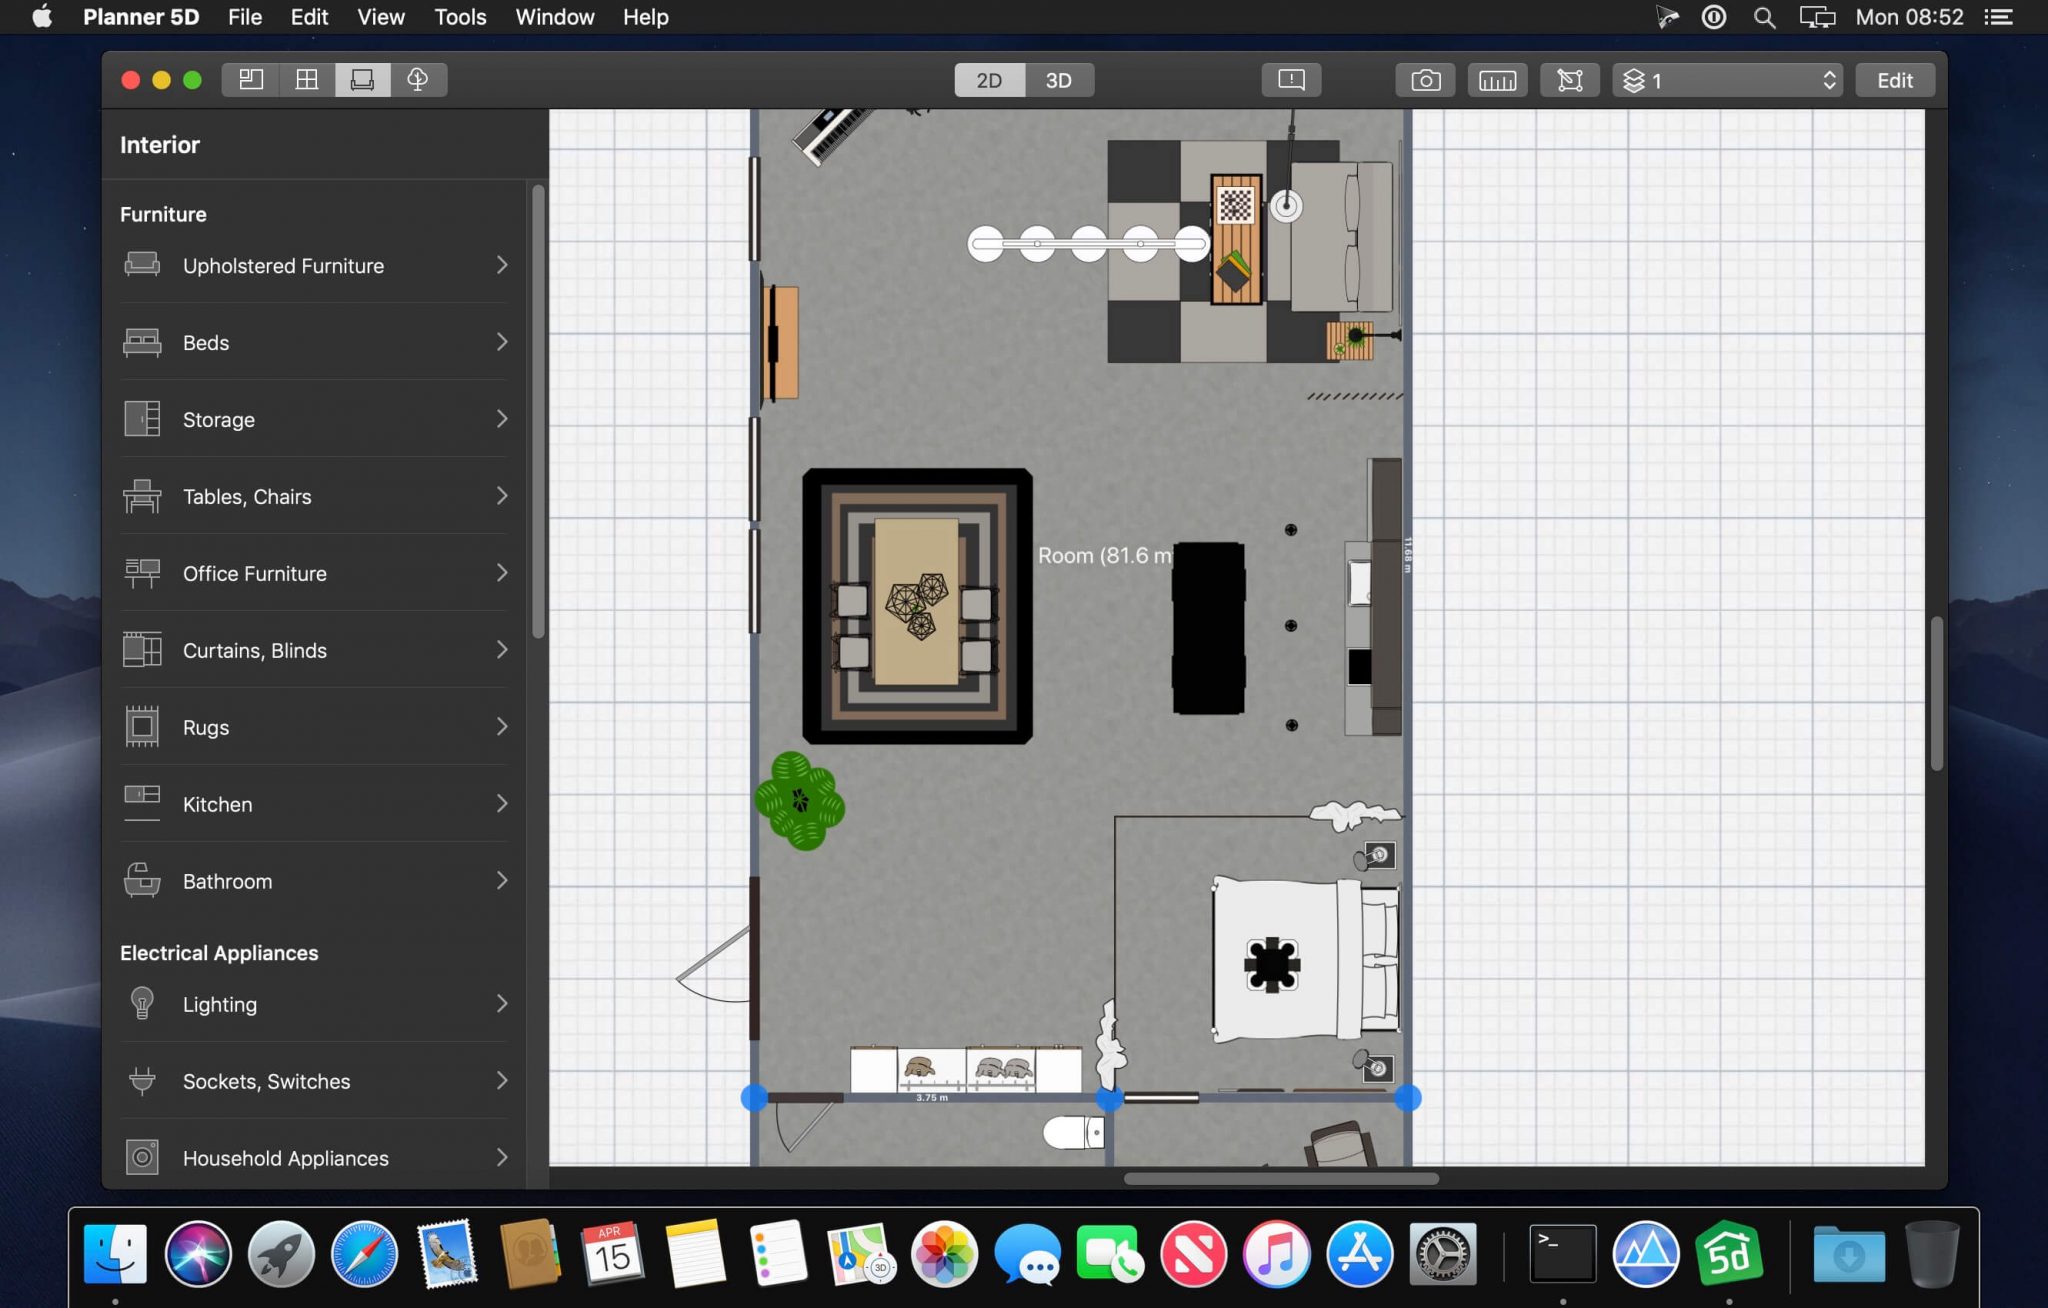 Planner 5D File Edit View Tools Window Help Mon 08:52
2D 3D 1 Edit
Interior
Furniture
Upholstered Furniture
Beds
Storage
Tables, Chairs
Office Furniture
Curtains, Blinds
Rugs
Kitchen
Bathroom
Electrical Appliances
Lighting
Sockets, Switches
Household Appliances
Room (81.6 m
11.68 m
3.75 m
APR
15
3D
>_
5d